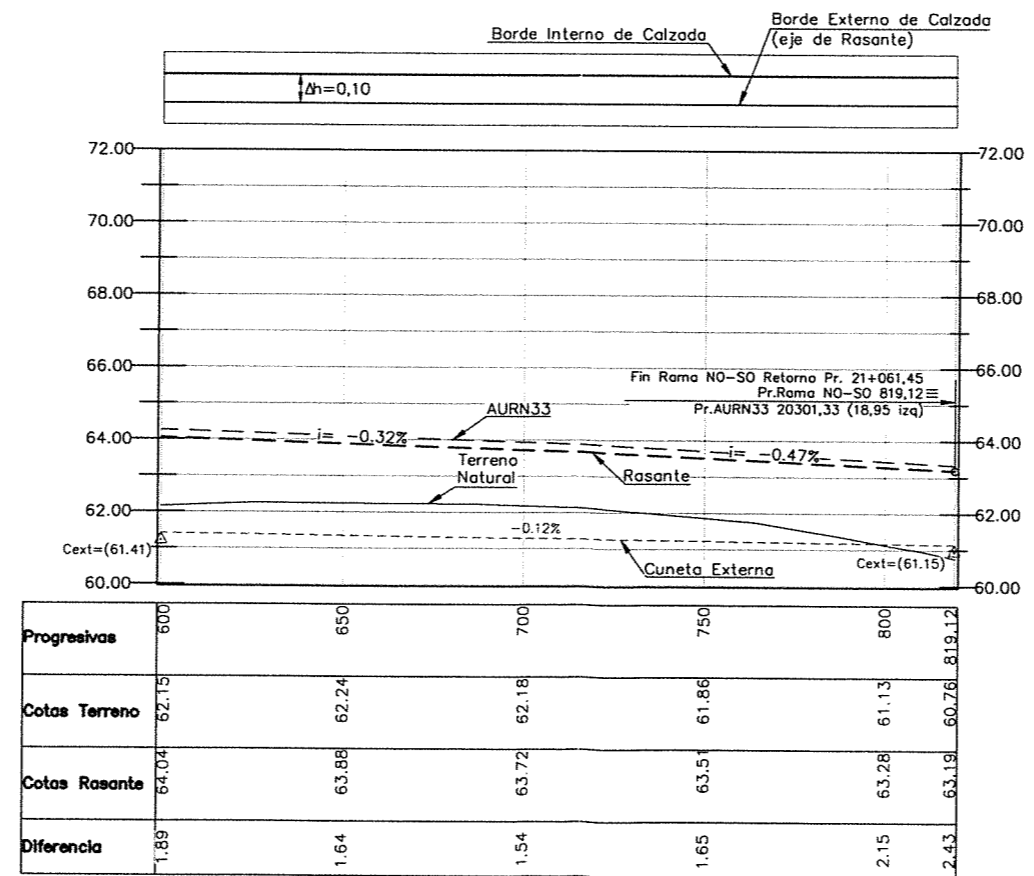 Borde Externo de Calzada
(eje de Rasante)
Borde Interno de Calzada
Δh=0,10
72.00
72.00
70.00
70.00
68.00
68.00
66.00
66.00
Fin Rama NO-SO Retorno Pr. 21+061,45
Pr.Rama NO-SO 819,12≡
Pr.AURN33 20301,33 (18,95 izq)
AURN33
64.00
64.00
i= -0.32%
i= -0.47%
Terreno
Natural
Rasante
62.00
62.00
-0.12%
Cext=(61.41)
Cuneta Externa
Cext=(61.15)
60.00
60.00
Progresivas 600 650 700 750 800 819.12
Cotas Terreno 62.15 62.24 62.18 61.86 61.13 60.76
Cotas Rasante 64.04 63.88 63.72 63.51 63.28 63.19
Diferencia 1.89 1.64 1.54 1.65 2.15 2.43